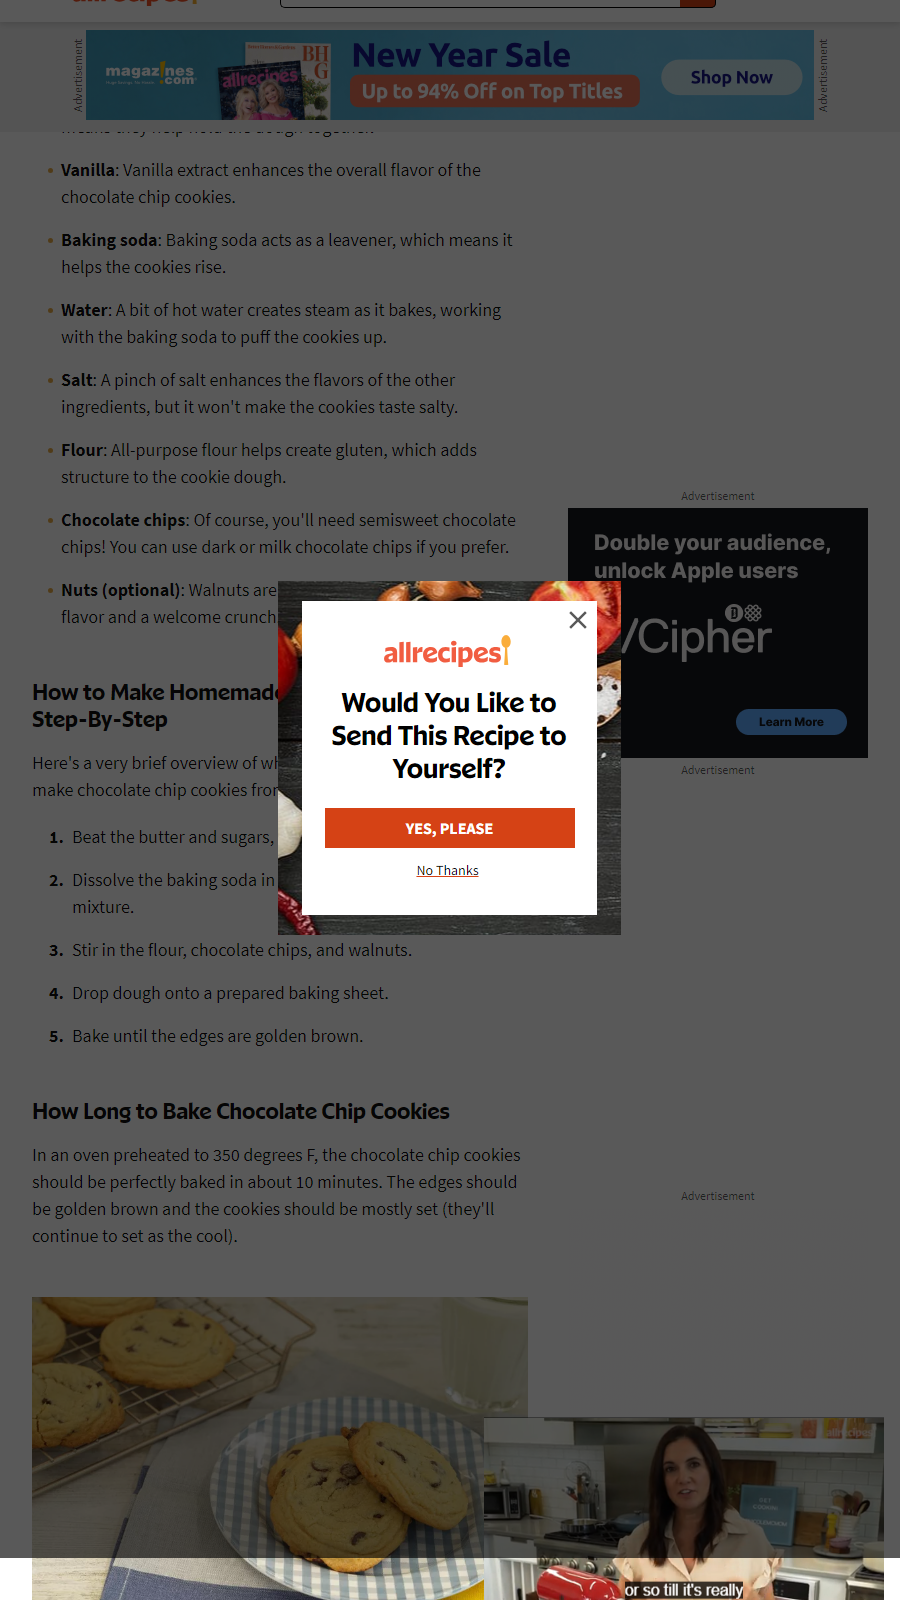 Advertisement
magazines.com
BH
G
allrecipes
New Year Sale
Up to 94% Off on Top Titles
Shop Now
Advertisement
• Vanilla: Vanilla extract enhances the overall flavor of the
chocolate chip cookies.
• Baking soda: Baking soda acts as a leavener, which means it
helps the cookies rise.
• Water: A bit of hot water creates steam as it bakes, working
with the baking soda to puff the cookies up.
• Salt: A pinch of salt enhances the flavors of the other
ingredients, but it won't make the cookies taste salty.
• Flour: All-purpose flour helps create gluten, which adds
structure to the cookie dough.
• Chocolate chips: Of course, you'll need semisweet chocolate
chips! You can use dark or milk chocolate chips if you prefer.
• Nuts (optional): Walnuts are
flavor and a welcome crunch
How to Make Homemade
Step-By-Step
Here's a very brief overview of
make chocolate chip cookies
1. Beat the butter and sugars,
2. Dissolve the baking soda in
mixture.
3. Stir in the flour, chocolate chips, and walnuts.
4. Drop dough onto a prepared baking sheet.
5. Bake until the edges are golden brown.
How Long to Bake Chocolate Chip Cookies
In an oven preheated to 350 degrees F, the chocolate chip cookies
should be perfectly baked in about 10 minutes. The edges should
be golden brown and the cookies should be mostly set (they'll
continue to set as the cool).
Advertisement
Double your audience,
unlock Apple users
/Cipher
Learn More
Advertisement
allrecipes
Would You Like to
Send This Recipe to
Yourself?
YES, PLEASE
No Thanks
Advertisement
allrecipes
or so till it's really